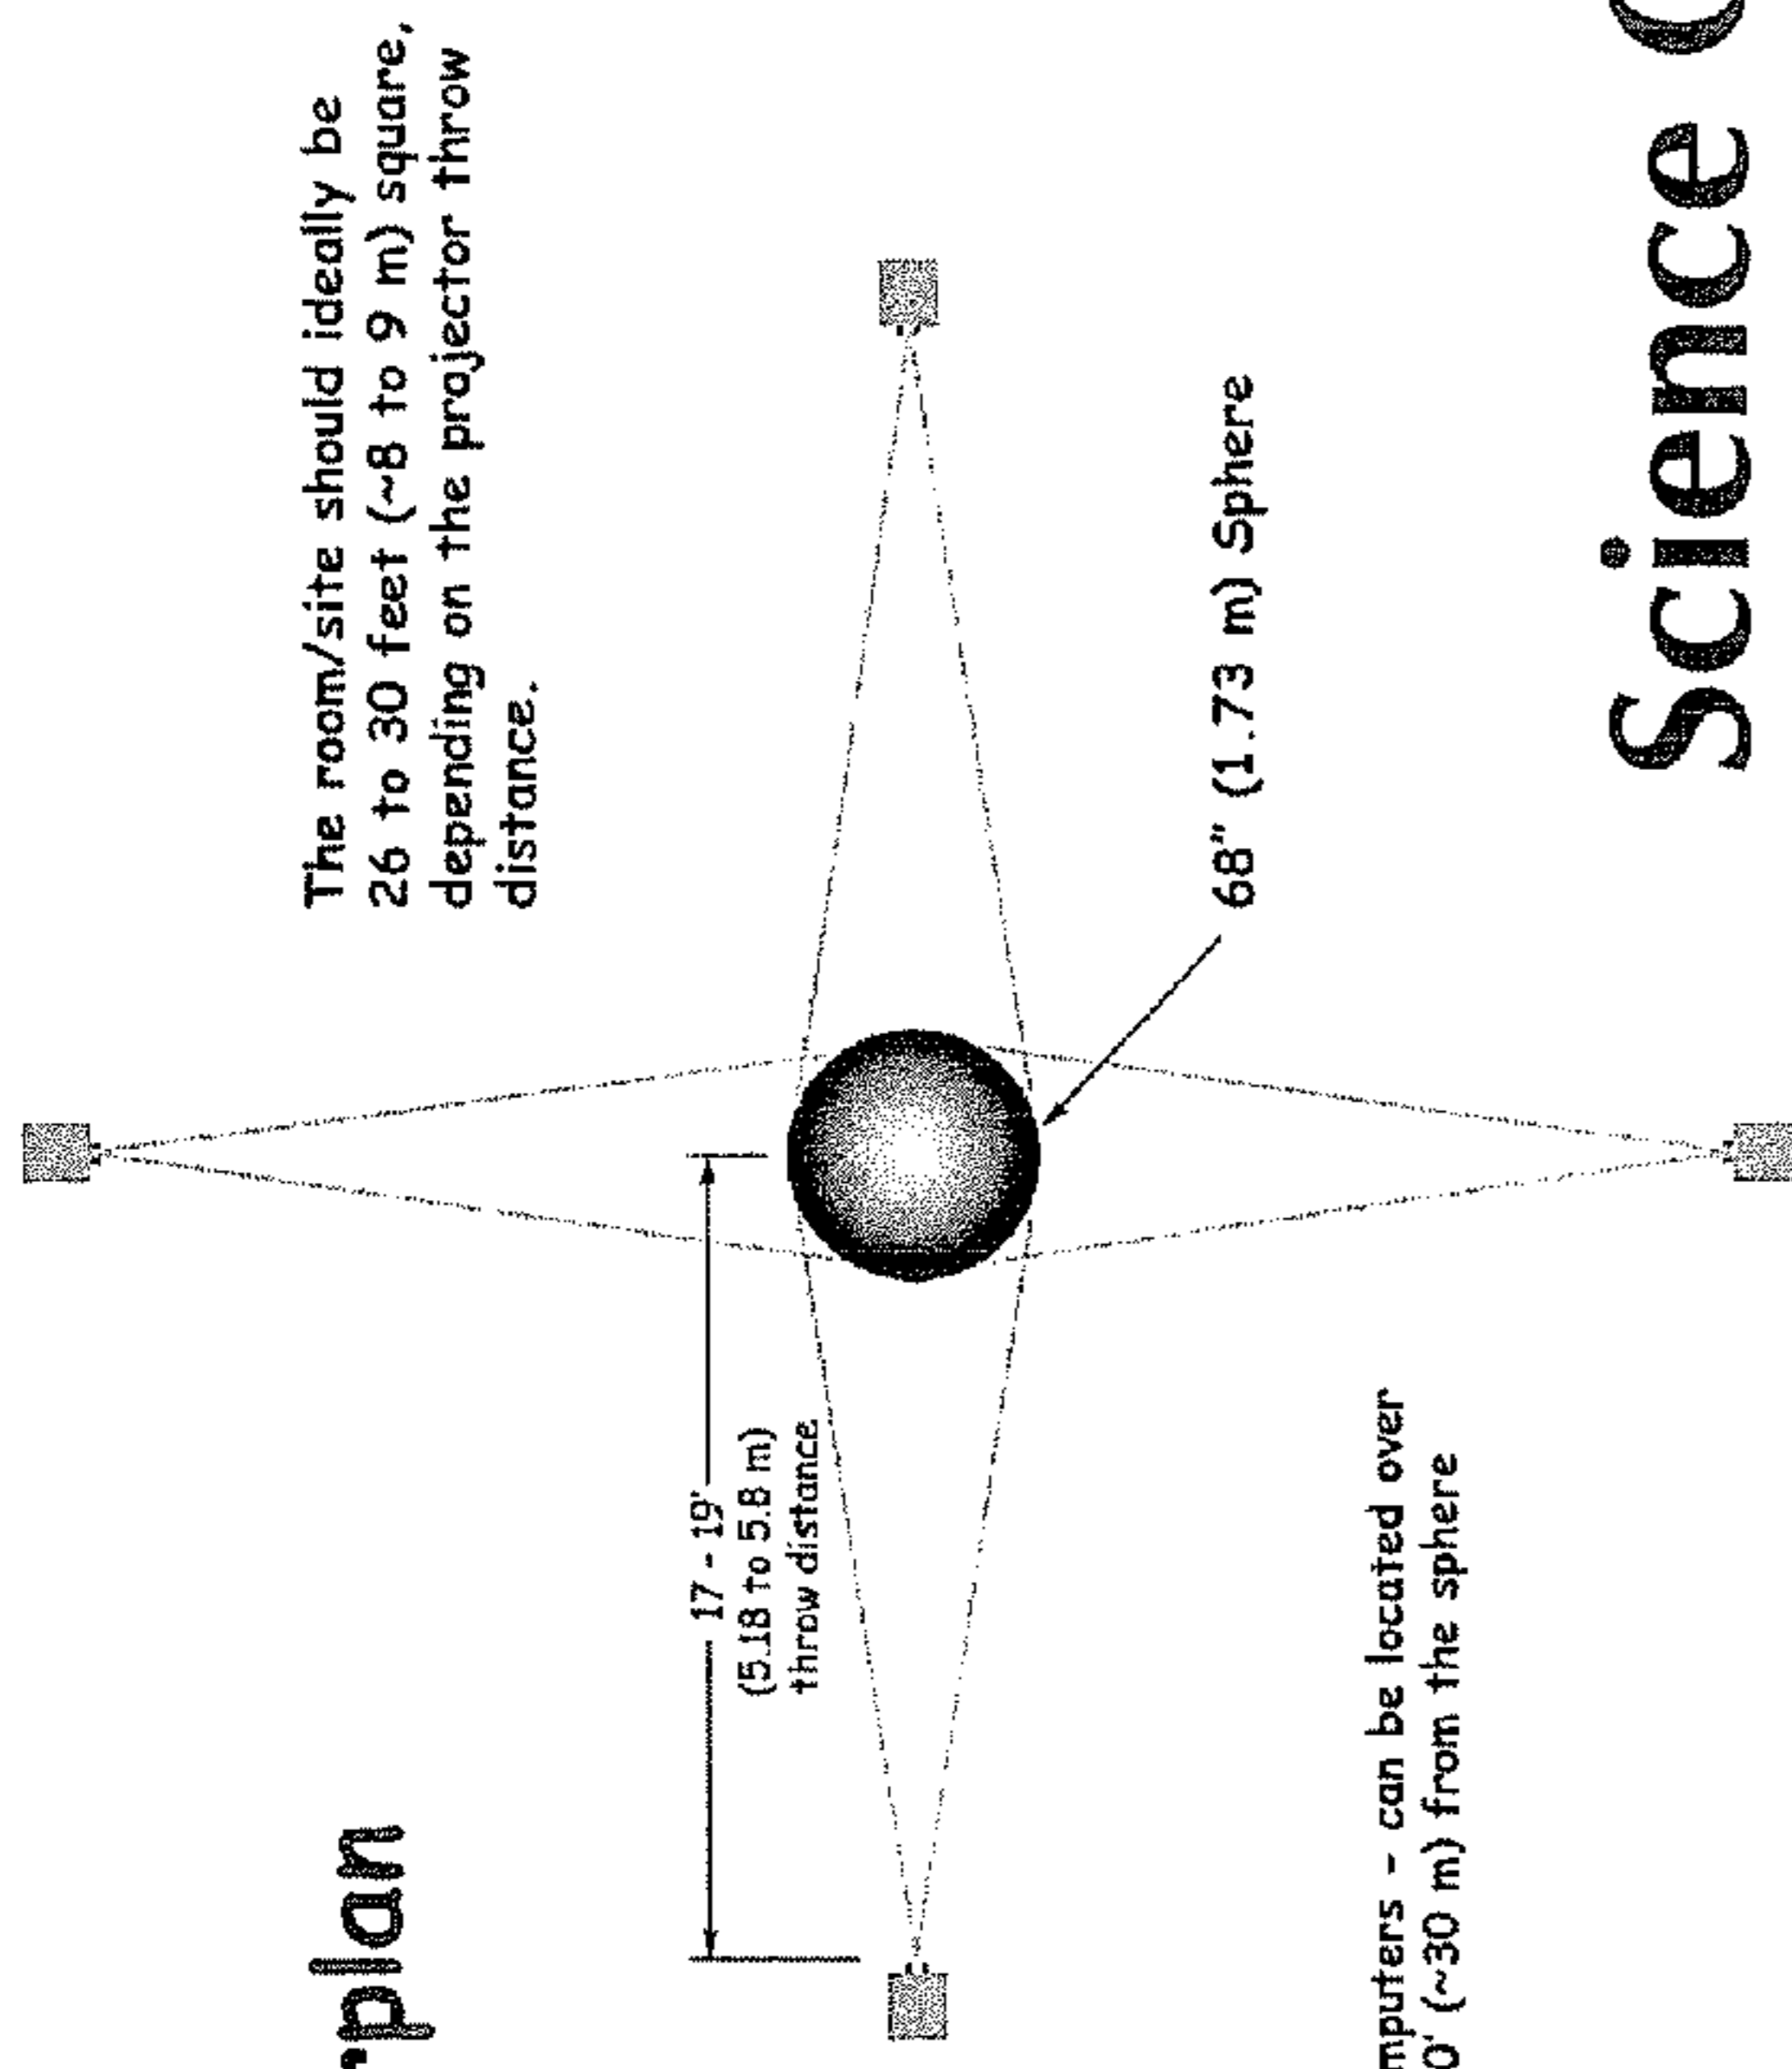 'plan
The room/site should ideally be
26 to 30 feet (~8 to 9 m) square,
depending on the projector throw
distance.
17 - 19'
(5.18 to 5.8 m)
throw distance
68" (1.73 m) Sphere
mputers - can be located over
0' (~30 m) from the sphere
Science